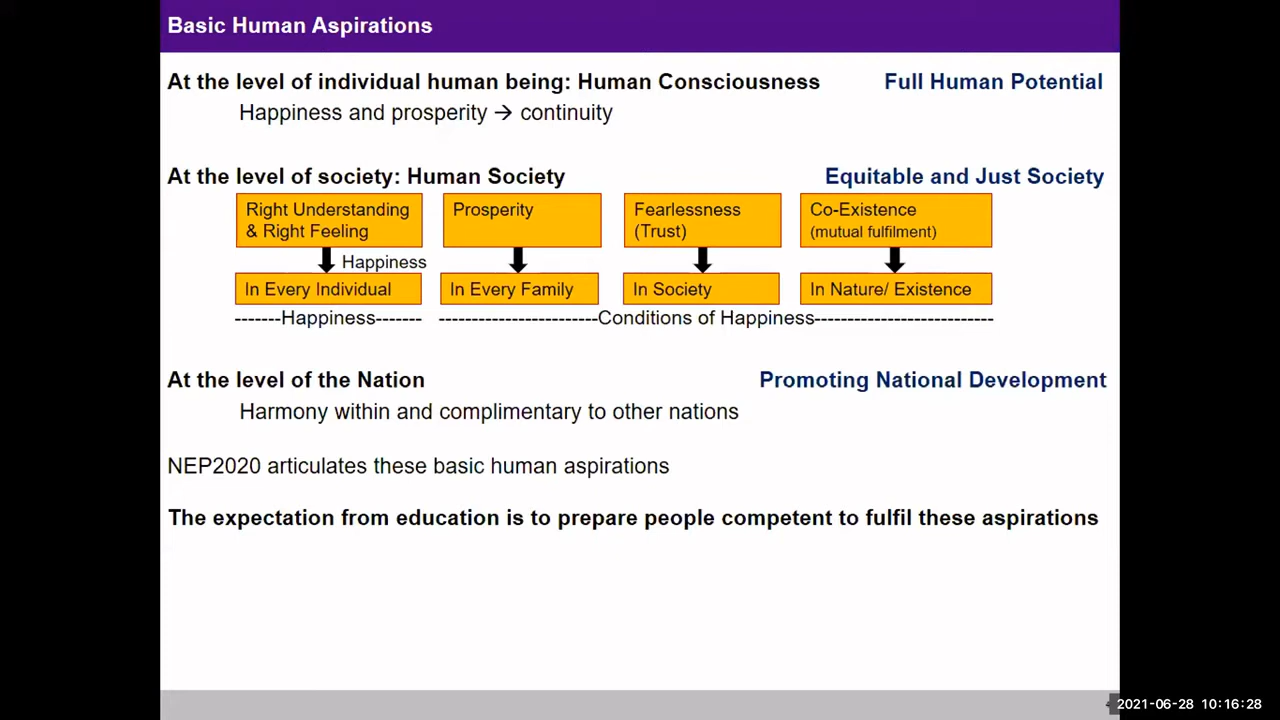 Basic Human Aspirations
At the level of individual human being: Human Consciousness Full Human Potential
Happiness and prosperity → continuity
At the level of society: Human Society Equitable and Just Society
Right Understanding
& Right Feeling
Prosperity
Fearlessness
(Trust)
Co-Existence
(mutual fulfilment)
Happiness
In Every Individual
In Every Family
In Society
In Nature/ Existence
-------Happiness-------
------------------------Conditions of Happiness---------------------------
At the level of the Nation Promoting National Development
Harmony within and complimentary to other nations
NEP2020 articulates these basic human aspirations
The expectation from education is to prepare people competent to fulfil these aspirations
2021-06-28 10:16:28